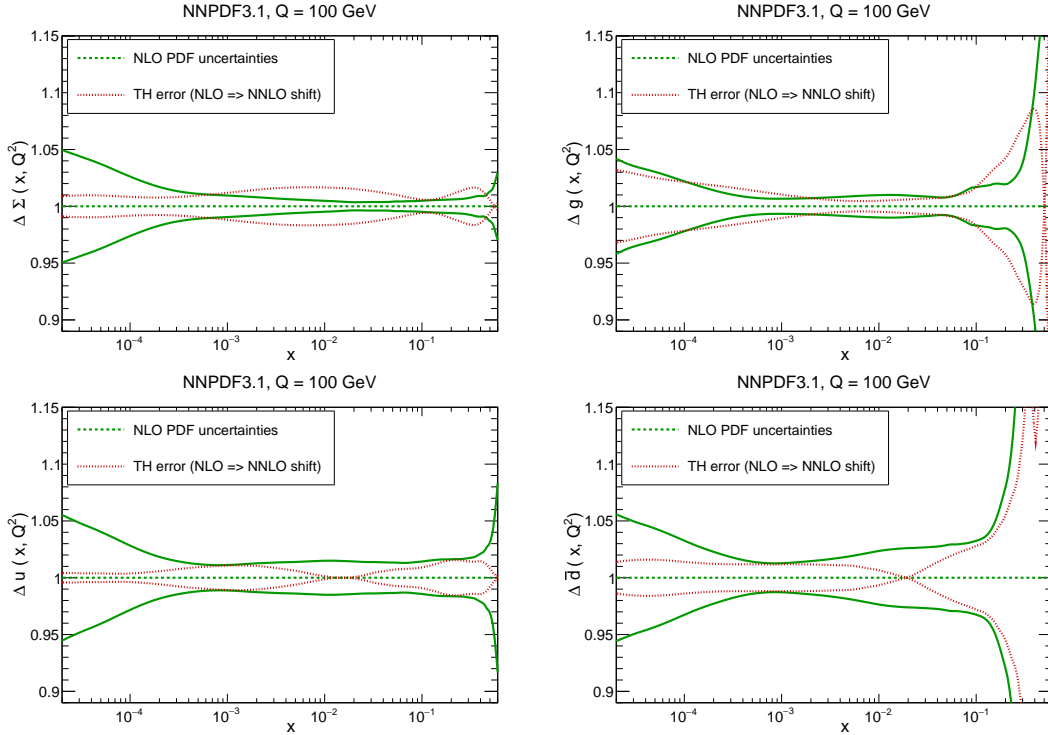 NNPDF3.1, Q = 100 GeV
1.15
1.1
1.05
1
0.95
0.9
Δ Σ ( x, Q²)
NLO PDF uncertainties
TH error (NLO => NNLO shift)
10⁻⁴ 10⁻³ 10⁻² 10⁻¹
x
NNPDF3.1, Q = 100 GeV
1.15
1.1
1.05
1
0.95
0.9
Δ g ( x, Q²)
NLO PDF uncertainties
TH error (NLO => NNLO shift)
10⁻⁴ 10⁻³ 10⁻² 10⁻¹
x
NNPDF3.1, Q = 100 GeV
1.15
1.1
1.05
1
0.95
0.9
Δ u ( x, Q²)
NLO PDF uncertainties
TH error (NLO => NNLO shift)
10⁻⁴ 10⁻³ 10⁻² 10⁻¹
x
NNPDF3.1, Q = 100 GeV
1.15
1.1
1.05
1
0.95
0.9
Δ d̅ ( x, Q²)
NLO PDF uncertainties
TH error (NLO => NNLO shift)
10⁻⁴ 10⁻³ 10⁻² 10⁻¹
x